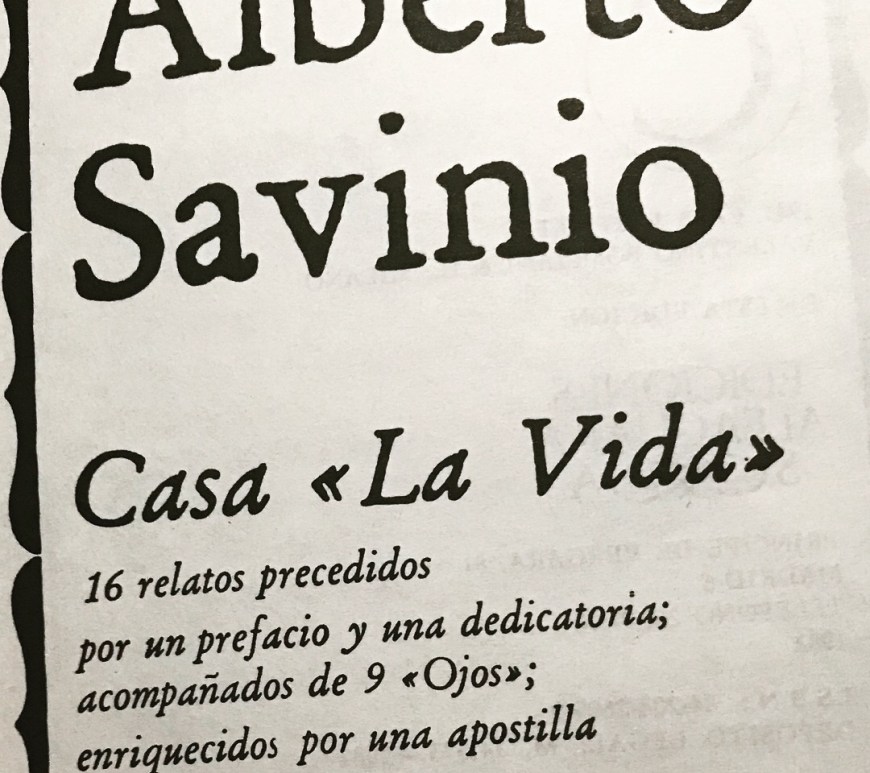 Alberto
Savinio
Casa «La Vida»
16 relatos precedidos
por un prefacio y una dedicatoria;
acompañados de 9 «Ojos»;
enriquecidos por una apostilla